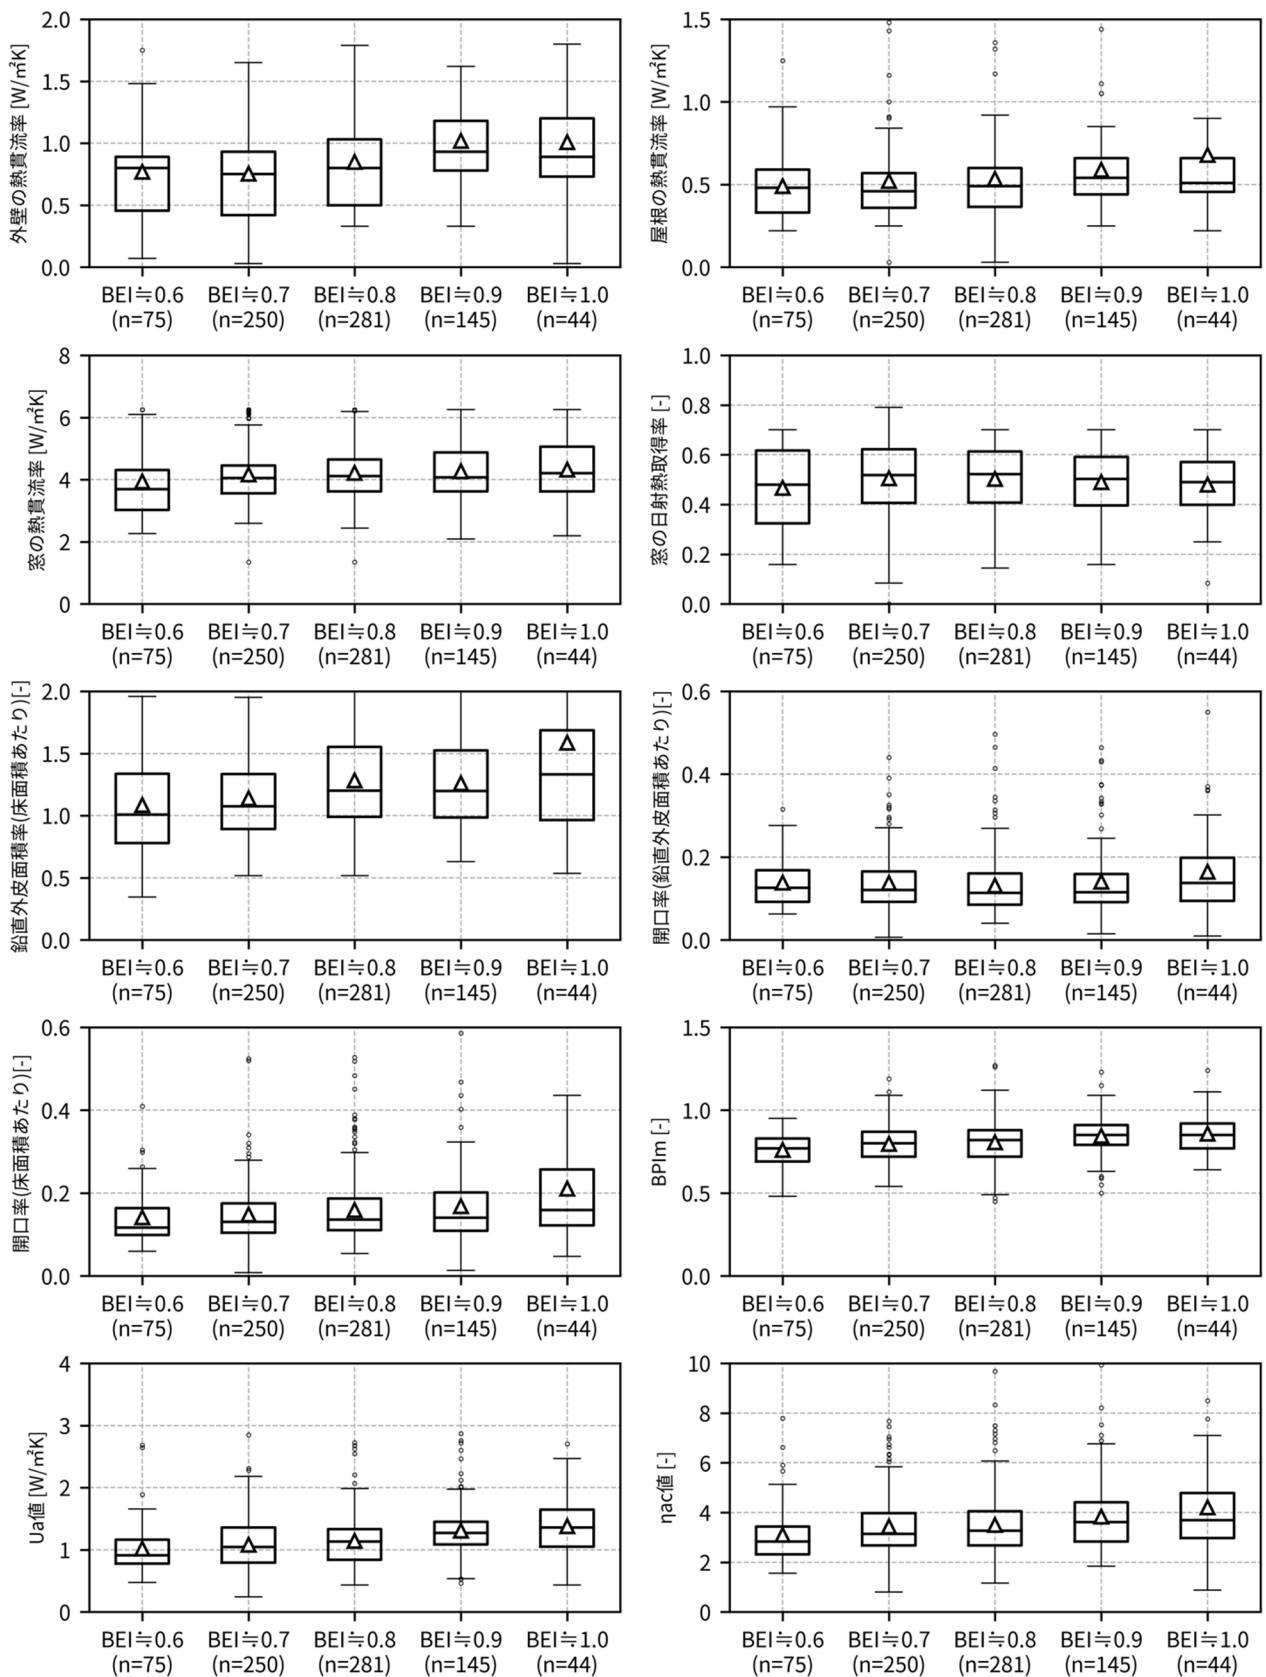 外壁の熱貫流率 [W/㎡K]
2.0
1.5
1.0
0.5
0.0
BEI≒0.6 BEI≒0.7 BEI≒0.8 BEI≒0.9 BEI≒1.0
(n=75) (n=250) (n=281) (n=145) (n=44)
屋根の熱貫流率 [W/㎡K]
1.5
1.0
0.5
0.0
BEI≒0.6 BEI≒0.7 BEI≒0.8 BEI≒0.9 BEI≒1.0
(n=75) (n=250) (n=281) (n=145) (n=44)
窓の熱貫流率 [W/㎡K]
8
6
4
2
0
BEI≒0.6 BEI≒0.7 BEI≒0.8 BEI≒0.9 BEI≒1.0
(n=75) (n=250) (n=281) (n=145) (n=44)
窓の日射熱取得率 [-]
1.0
0.8
0.6
0.4
0.2
0.0
BEI≒0.6 BEI≒0.7 BEI≒0.8 BEI≒0.9 BEI≒1.0
(n=75) (n=250) (n=281) (n=145) (n=44)
鉛直外皮面積率(床面積あたり)[-]
2.0
1.5
1.0
0.5
0.0
BEI≒0.6 BEI≒0.7 BEI≒0.8 BEI≒0.9 BEI≒1.0
(n=75) (n=250) (n=281) (n=145) (n=44)
開口率(鉛直外皮面積あたり)[-]
0.6
0.4
0.2
0.0
BEI≒0.6 BEI≒0.7 BEI≒0.8 BEI≒0.9 BEI≒1.0
(n=75) (n=250) (n=281) (n=145) (n=44)
開口率(床面積あたり)[-]
0.6
0.4
0.2
0.0
BEI≒0.6 BEI≒0.7 BEI≒0.8 BEI≒0.9 BEI≒1.0
(n=75) (n=250) (n=281) (n=145) (n=44)
BPIm [-]
1.5
1.0
0.5
0.0
BEI≒0.6 BEI≒0.7 BEI≒0.8 BEI≒0.9 BEI≒1.0
(n=75) (n=250) (n=281) (n=145) (n=44)
Ua値 [W/㎡K]
4
3
2
1
0
BEI≒0.6 BEI≒0.7 BEI≒0.8 BEI≒0.9 BEI≒1.0
(n=75) (n=250) (n=281) (n=145) (n=44)
ηac値 [-]
10
8
6
4
2
0
BEI≒0.6 BEI≒0.7 BEI≒0.8 BEI≒0.9 BEI≒1.0
(n=75) (n=250) (n=281) (n=145) (n=44)